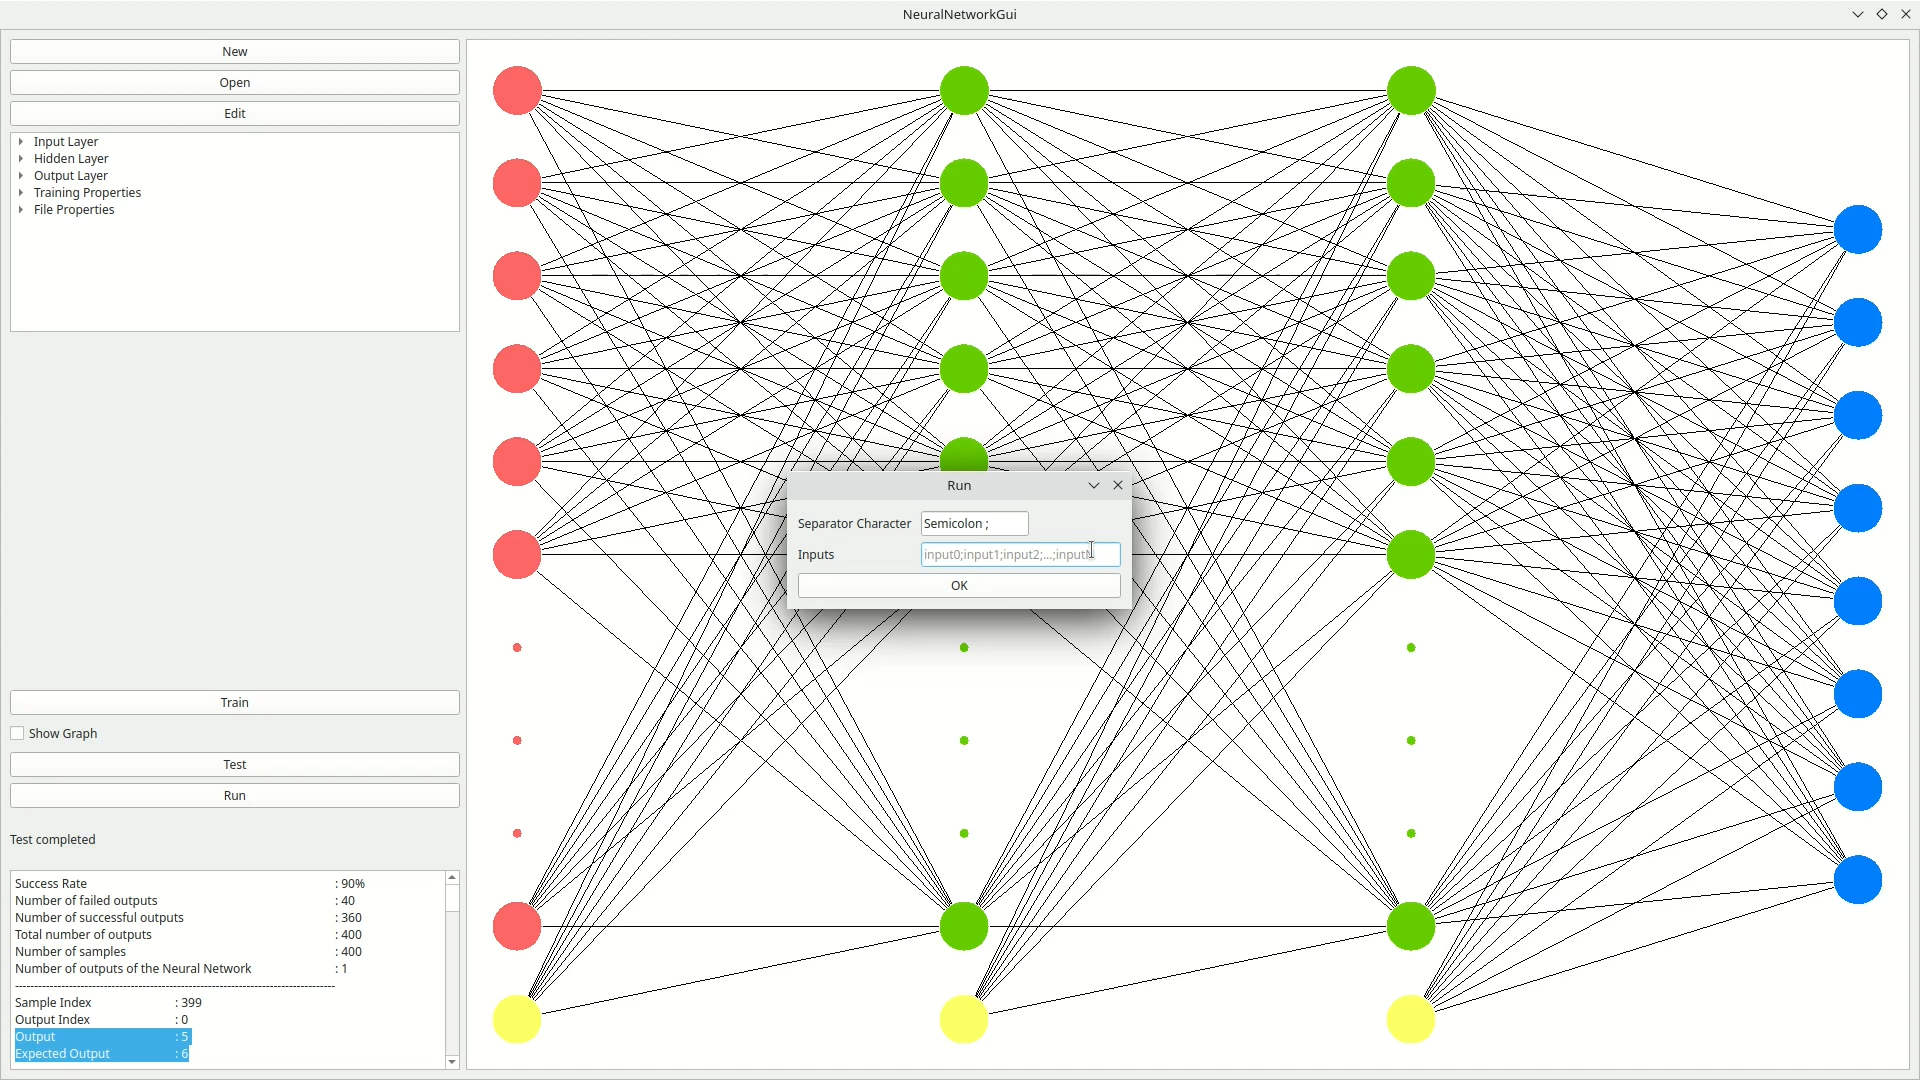 NeuralNetworkGui
New
Open
Edit
Input Layer
Hidden Layer
Output Layer
Training Properties
File Properties
Run
Separator Character Semicolon ;
Inputs input0;input1;input2;...;input
OK
Train
Show Graph
Test
Run
Test completed
Success Rate : 90%
Number of failed outputs : 40
Number of successful outputs : 360
Total number of outputs : 400
Number of samples : 400
Number of outputs of the Neural Network : 1
--------------------------------------------------------------------------------
Sample Index : 399
Output Index : 0
Output : 5
Expected Output : 6